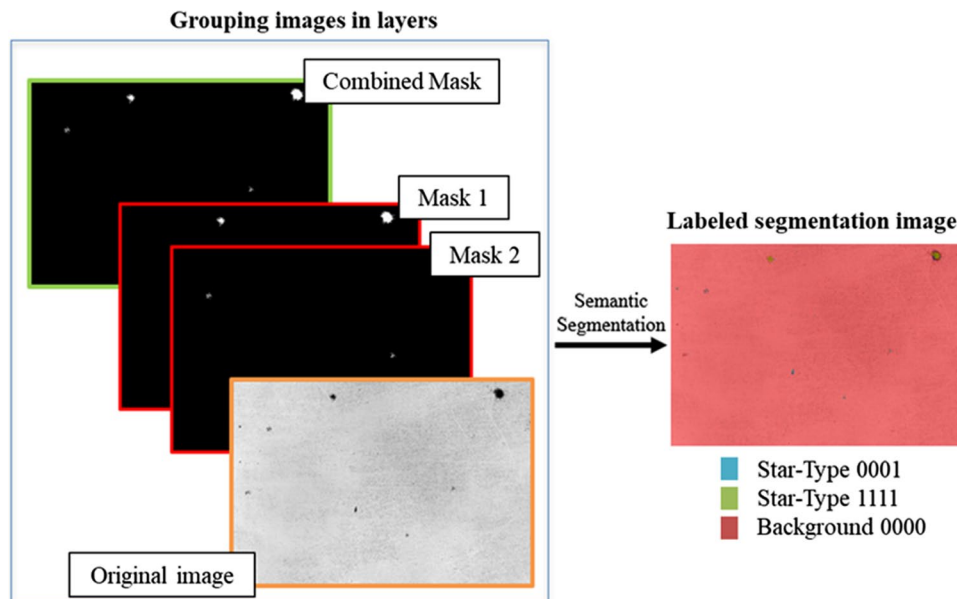 Grouping images in layers
Combined Mask
Mask 1
Mask 2
Original image
Semantic
Segmentation
Labeled segmentation image
Star-Type 0001
Star-Type 1111
Background 0000